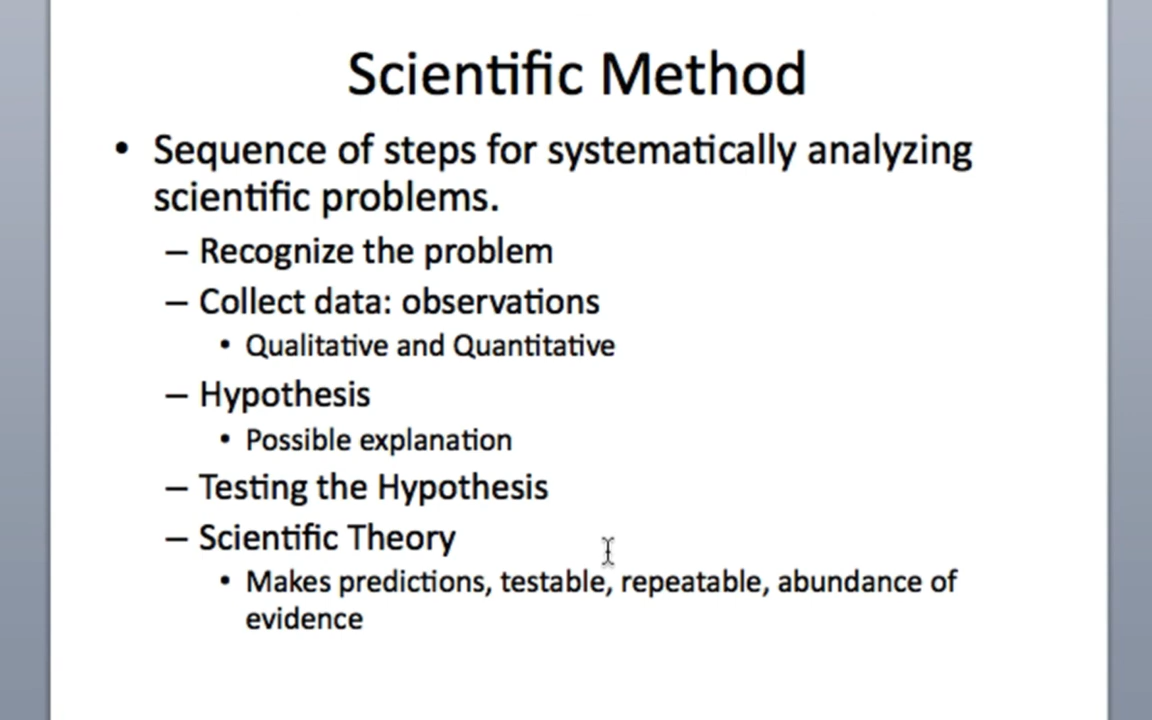 Scientific Method
• Sequence of steps for systematically analyzing
scientific problems.
– Recognize the problem
– Collect data: observations
• Qualitative and Quantitative
– Hypothesis
• Possible explanation
– Testing the Hypothesis
– Scientific Theory
• Makes predictions, testable, repeatable, abundance of
evidence